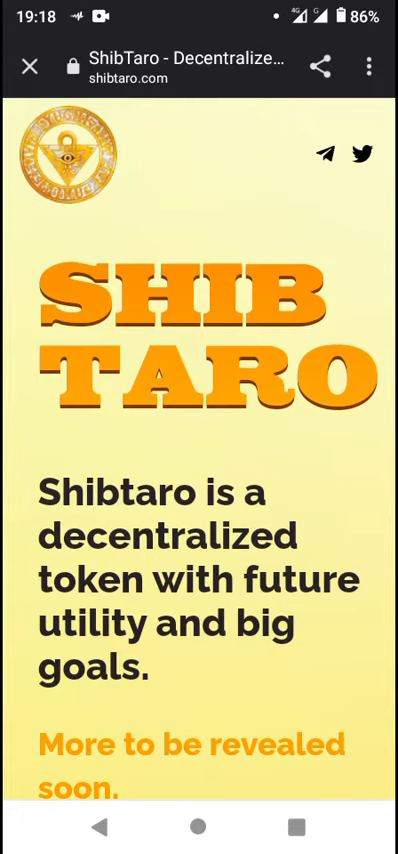 19:18 4G G 86%
ShibTaro - Decentralize...
shibtaro.com
SHIB
TARO
Shibtaro is a
decentralized
token with future
utility and big
goals.
More to be revealed
soon.